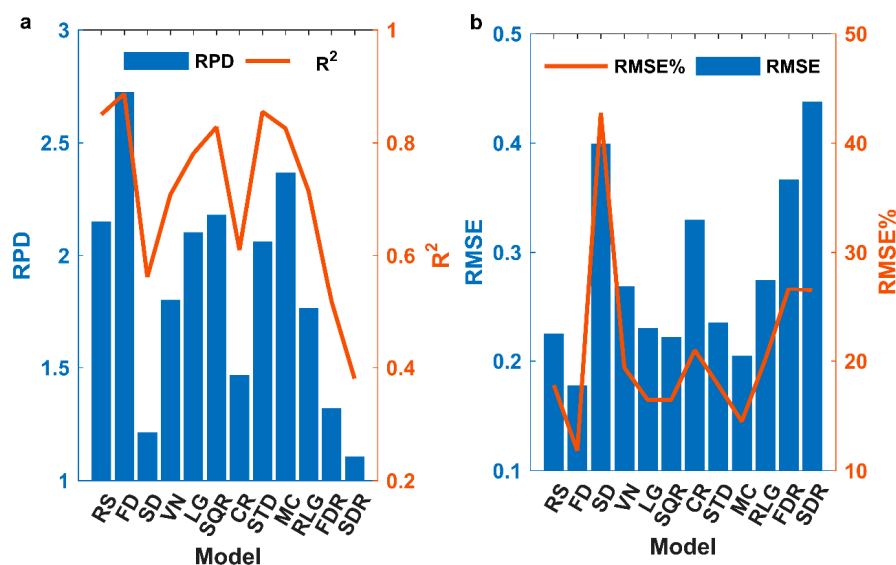 a
RPD
R²
3
2.5
2
1.5
1
RPD
1
0.8
0.6
0.4
0.2
R²
RS
FD
SD
VN
LG
SQR
CR
STD
MC
RLG
FDR
SDR
Model
b
RMSE%
RMSE
0.5
0.4
0.3
0.2
0.1
RMSE
50
40
30
20
10
RMSE%
RS
FD
SD
VN
LG
SQR
CR
STD
MC
RLG
FDR
SDR
Model